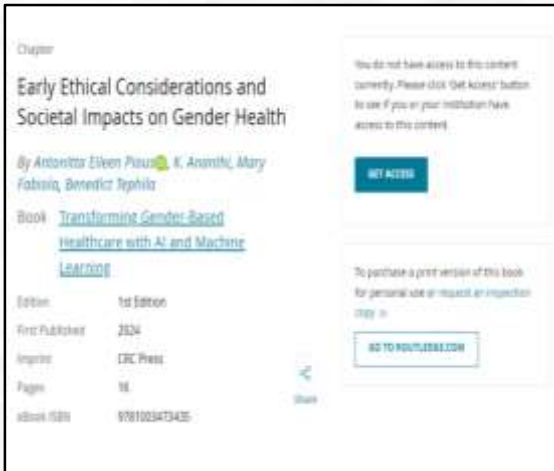 Chapter
Early Ethical Considerations and
Societal Impacts on Gender Health
By Antonitta Eileen Pious, K. Ananthi, Mary
Fabiola, Benedict Tephila
Book Transforming Gender-Based
Healthcare with AI and Machine
Learning
Edition 1st Edition
First Published 2024
Imprint CRC Press
Pages 16
eBook ISBN 9781003473435
Share
You do not have access to this content
currently. Please click 'Get Access' button
to see if you or your institution have
access to this content.
GET ACCESS
To purchase a print version of this book
for personal use or request an inspection
copy
GO TO ROUTLEDGE.COM